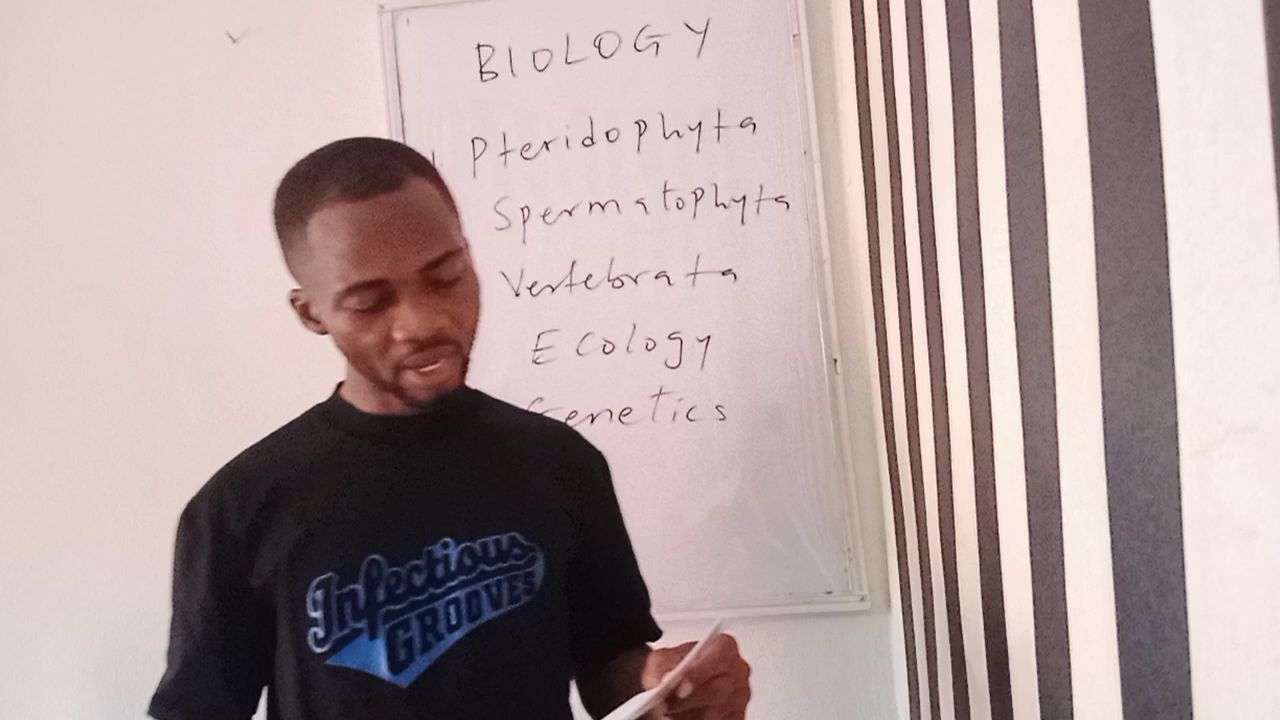 BIOLOGY
Pteridophyta
Spermatophyta
Vertebrata
Ecology
Genetics
Infectious
GROOVES